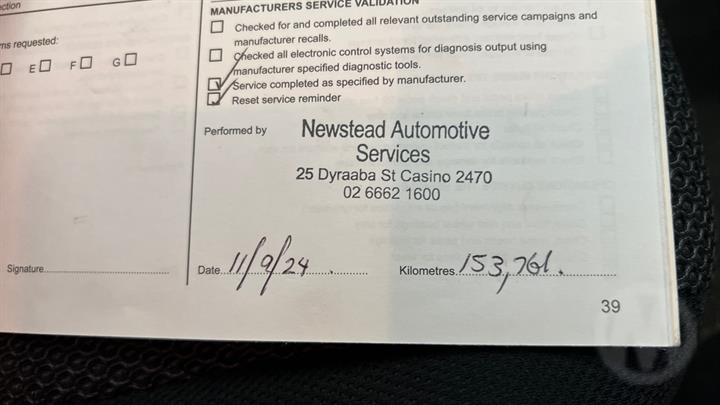 ction
MANUFACTURERS SERVICE VALIDATION
Checked for and completed all relevant outstanding service campaigns and
manufacturer recalls.
ns requested:
Checked all electronic control systems for diagnosis output using
manufacturer specified diagnostic tools.
E F G
Service completed as specified by manufacturer.
Reset service reminder
Performed by
Newstead Automotive
Services
25 Dyraaba St Casino 2470
02 6662 1600
Signature
Date 11/9/24
Kilometres 153,761.
39